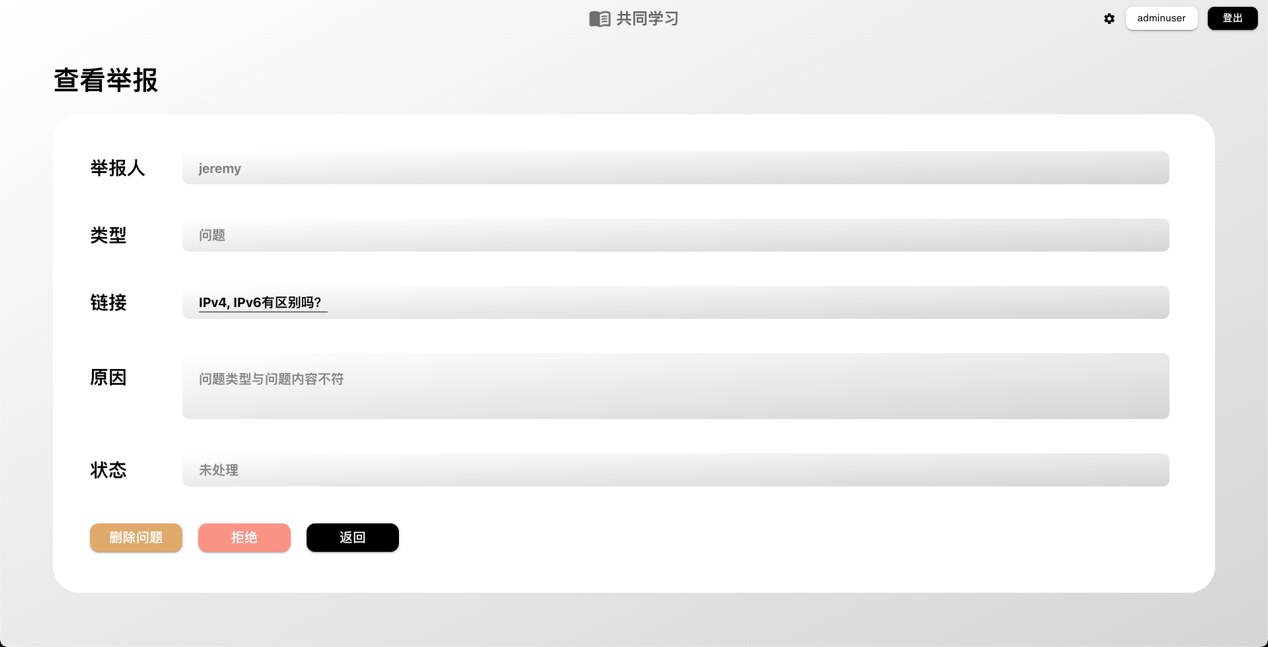 共同学习
adminuser
登出
查看举报
举报人
jeremy
类型
问题
链接
IPv4, IPv6有区别吗?
原因
问题类型与问题内容不符
状态
未处理
删除问题
拒绝
返回